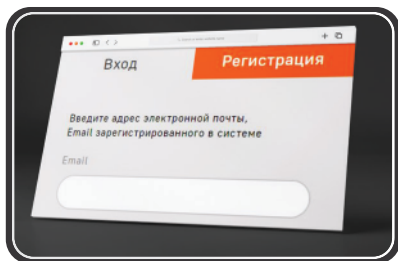 Вход
Регистрация
Введите адрес электронной почты,
Email зарегистрированного в системе
Email